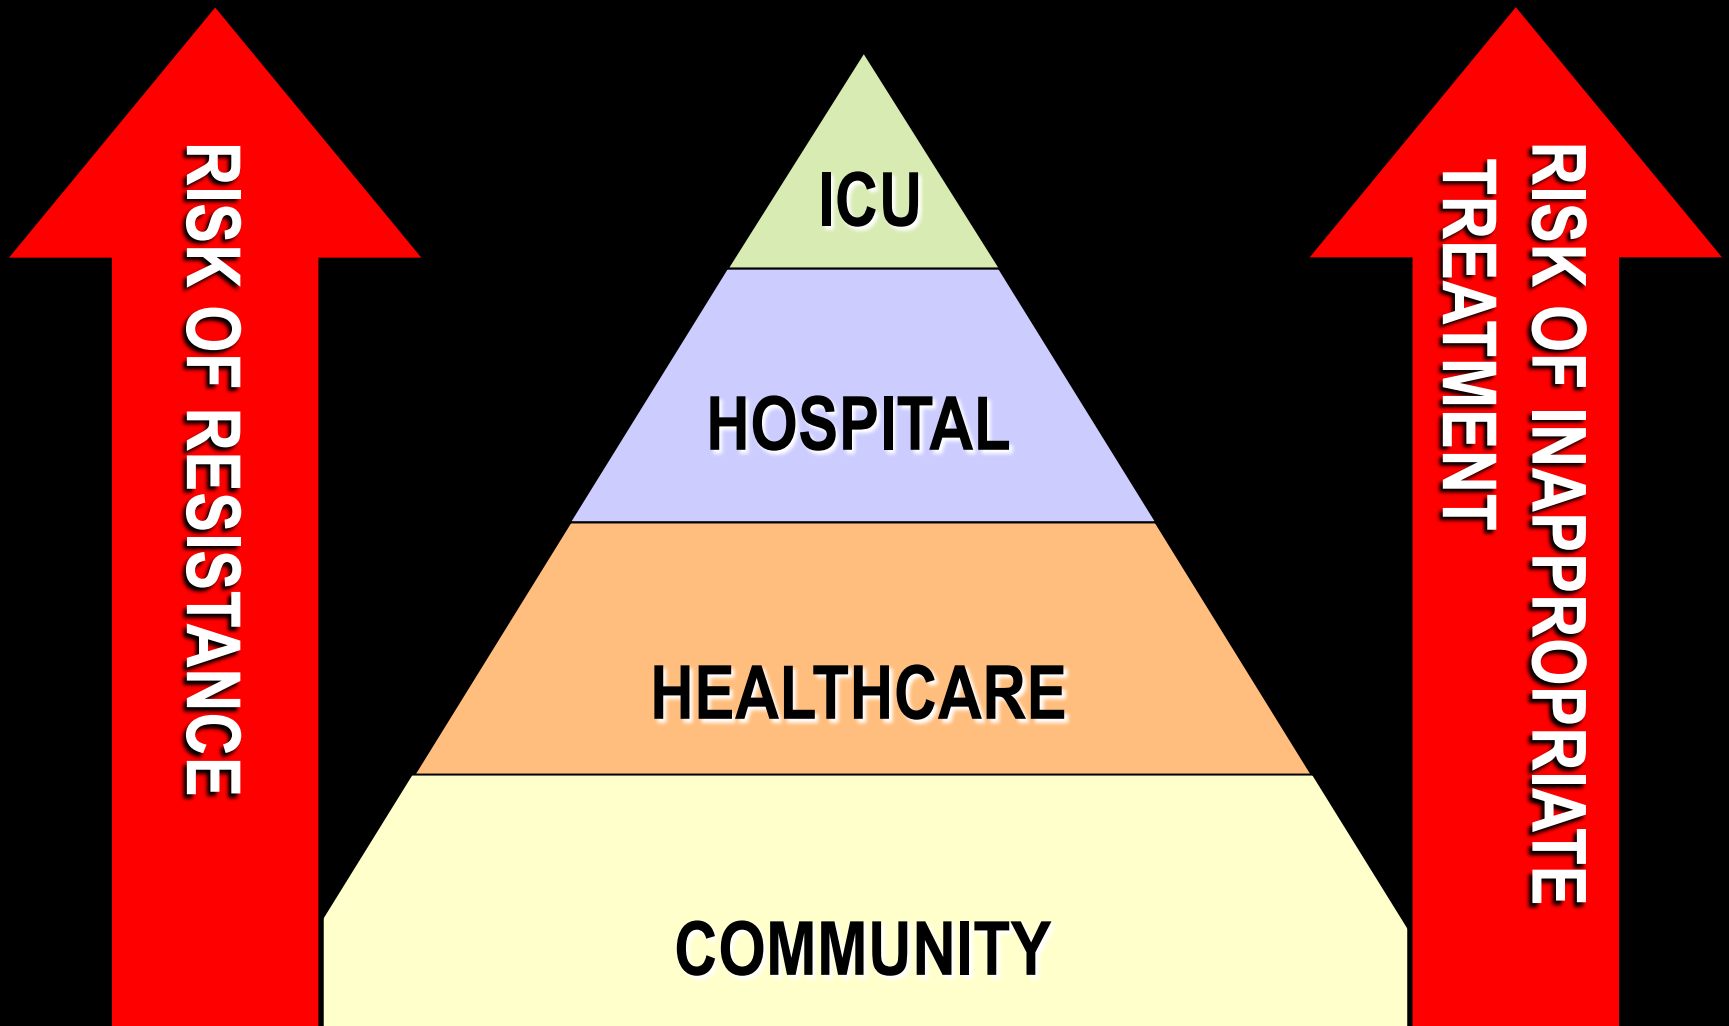 RISK OF RESISTANCE
ICU
HOSPITAL
HEALTHCARE
COMMUNITY
RISK OF INAPPROPRIATE
TREATMENT